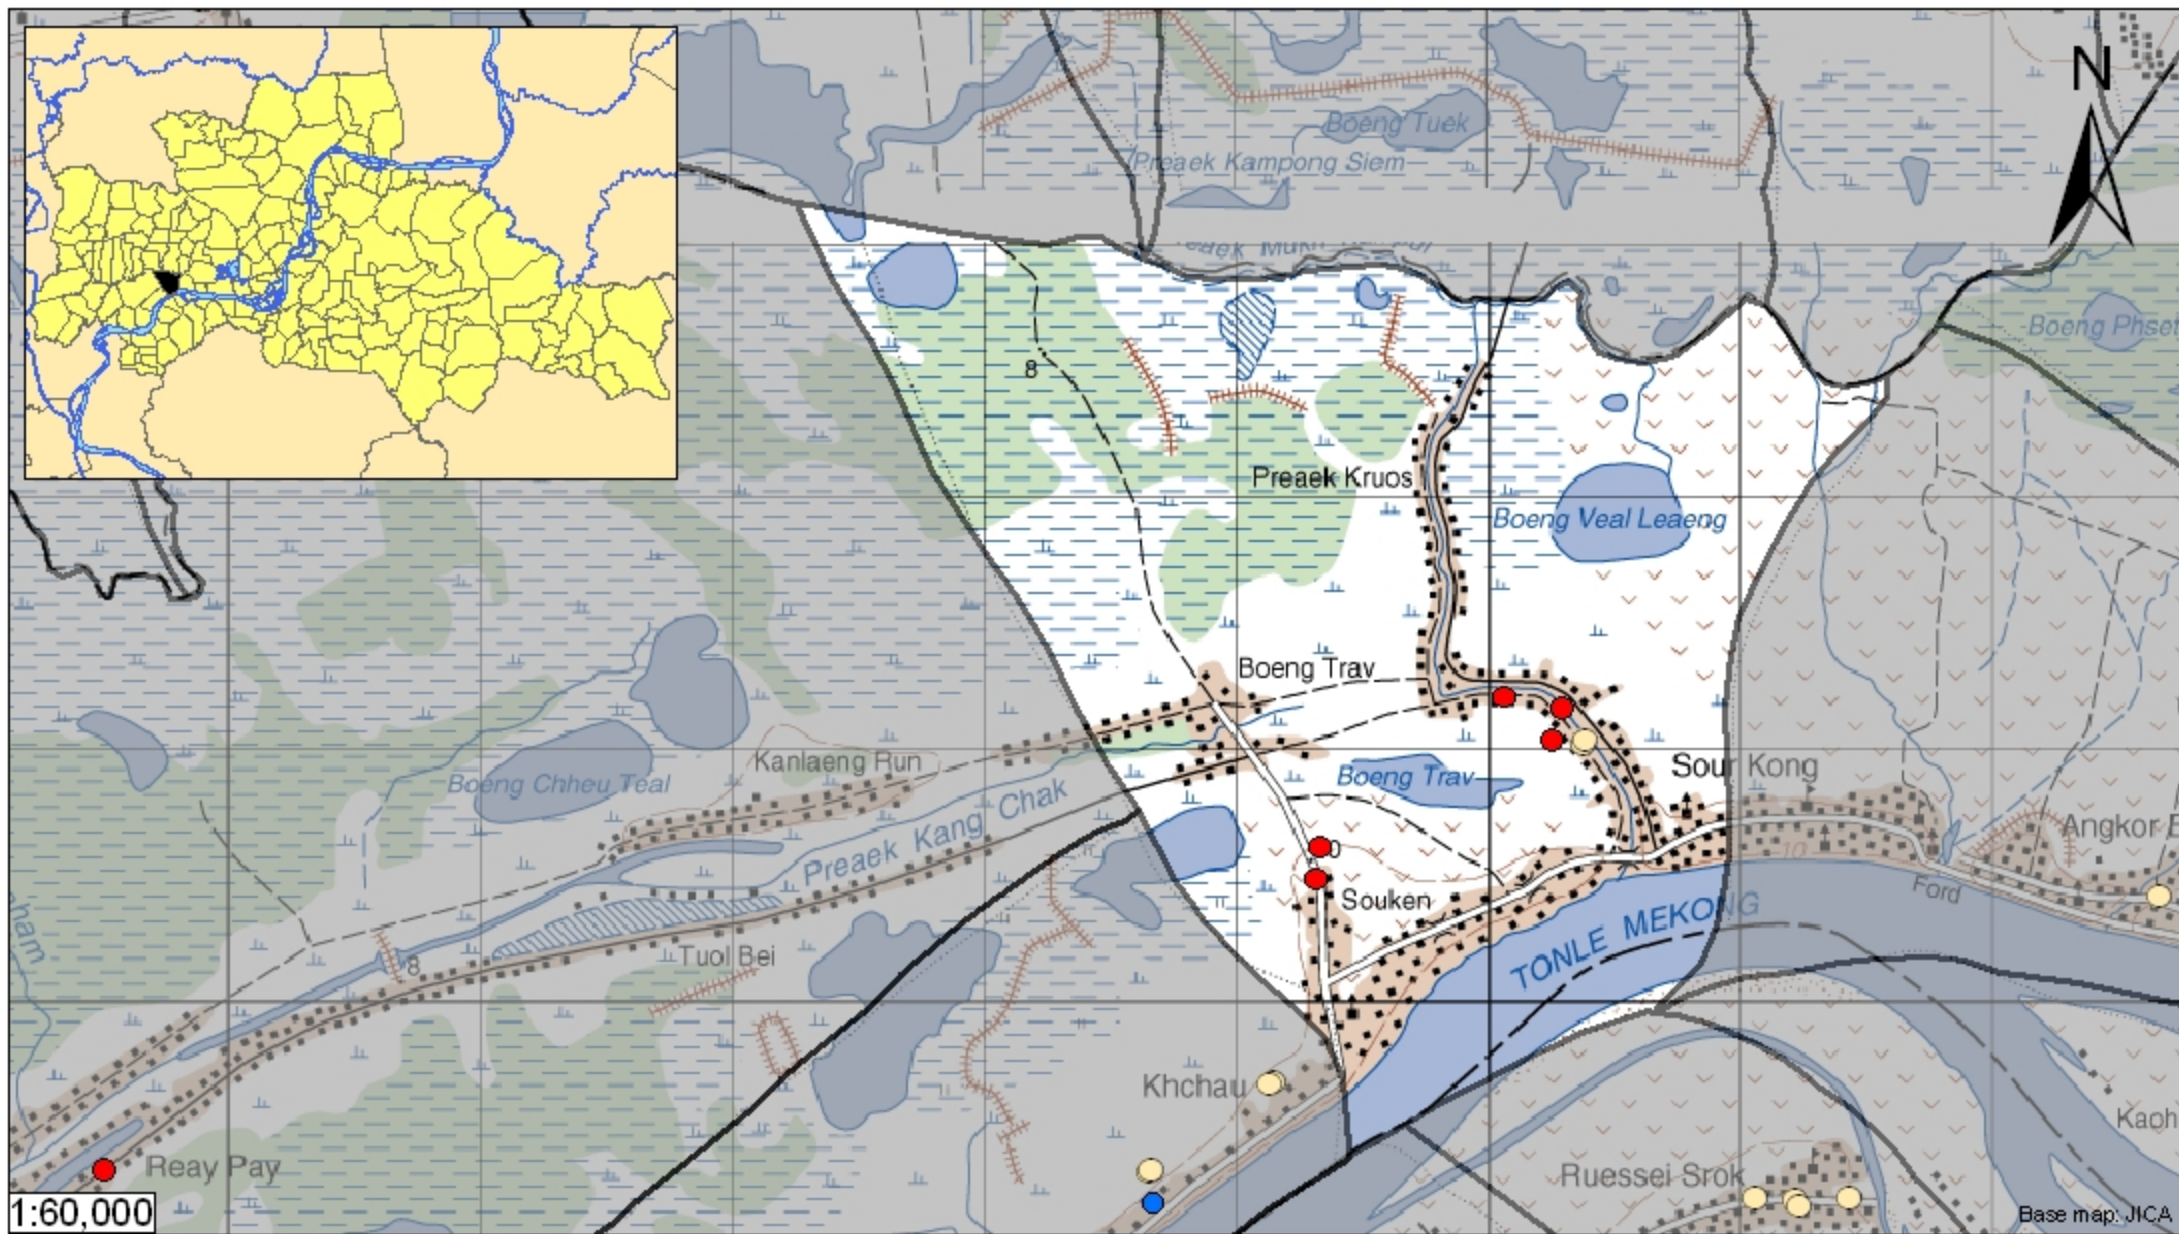 N
Boeng Tuek
Preaek Kampong Siem
Boeng Phsei
8
Preaek Kruos
Boeng Veal Leaeng
Boeng Trav
Kanlaeng Run
Boeng Chheu Teal
Boeng Trav
Sour Kong
Preaek Kang Chak
Angkor
10
Souken
Ford
TONLE MEKONG
8
Tuol Bei
Khchau
Kaoh
Reay Pay
Ruessei Srok
1:60,000
Base map: JICA